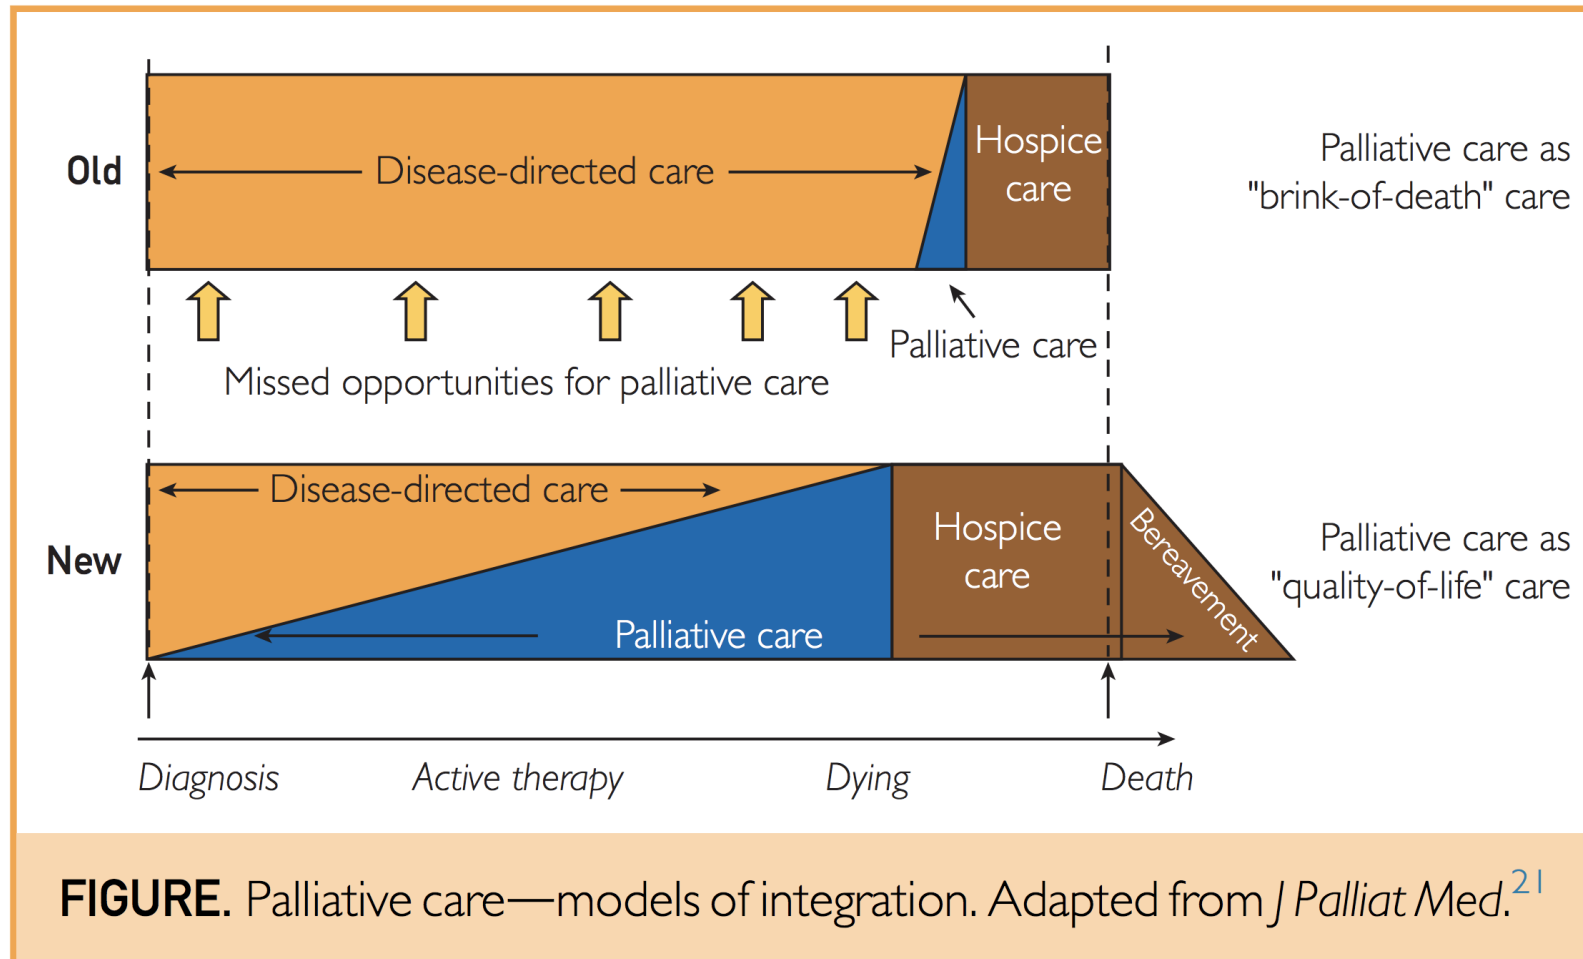 Old
Disease-directed care
Hospice
care
Palliative care as
"brink-of-death" care
Palliative care
Missed opportunities for palliative care
New
Disease-directed care
Hospice
care
Bereavement
Palliative care
Palliative care as
"quality-of-life" care
Diagnosis
Active therapy
Dying
Death
FIGURE. Palliative care—models of integration. Adapted from J Palliat Med.21